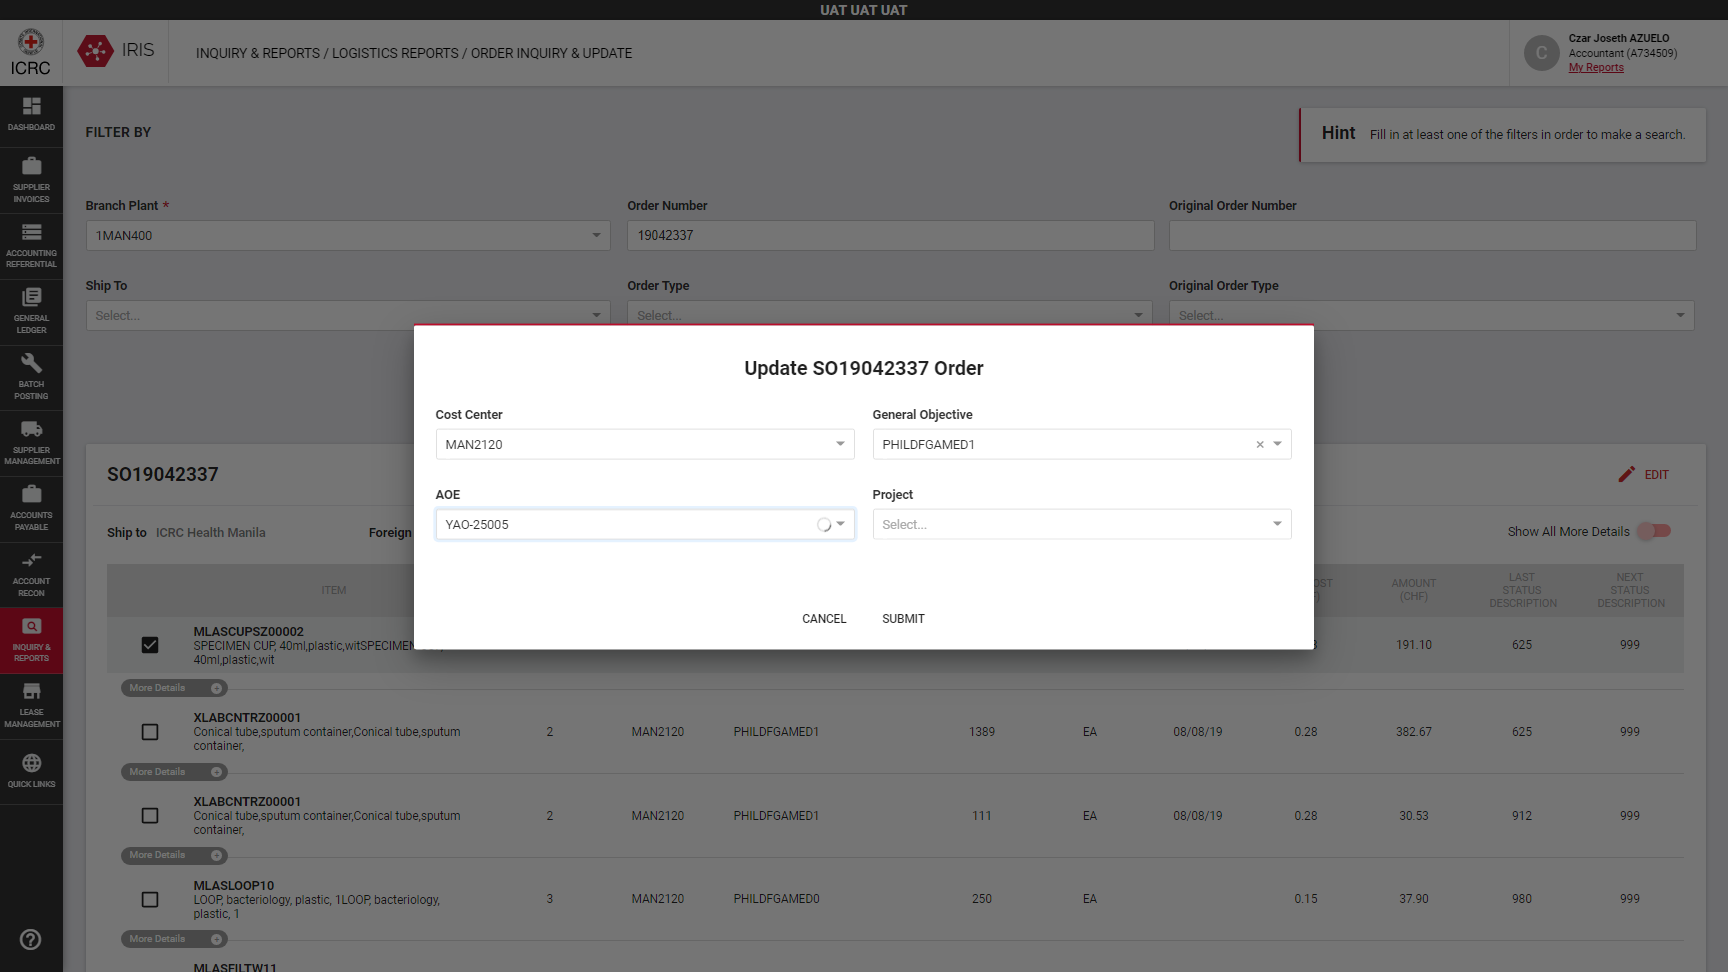 UAT UAT UAT
ICRC
IRIS
INQUIRY & REPORTS / LOGISTICS REPORTS / ORDER INQUIRY & UPDATE
C
Czar Joseth AZUELO
Accountant (A734509)
My Reports
DASHBOARD
SUPPLIER
INVOICES
ACCOUNTING
REFERENTIAL
GENERAL
LEDGER
BATCH
POSTING
SUPPLIER
MANAGEMENT
ACCOUNTS
PAYABLE
ACCOUNT
RECON
INQUIRY &
REPORTS
LEASE
MANAGEMENT
QUICK LINKS
FILTER BY
Hint Fill in at least one of the filters in order to make a search.
Branch Plant * Order Number Original Order Number
1MAN400 19042337
Ship To Order Type Original Order Type
Select... Select... Select...
Update SO19042337 Order
Cost Center General Objective
MAN2120 PHILDFGAMED1
AOE Project
YAO-25005 Select...
CANCEL SUBMIT
SO19042337 EDIT
Ship to ICRC Health Manila Foreign Show All More Details
ITEM AMOUNT (CHF) LAST STATUS DESCRIPTION NEXT STATUS DESCRIPTION
MLASCUPSZ00002
SPECIMEN CUP, 40ml,plastic,witSPECIMEN
40ml,plastic,wit
191.10 625 999
More Details
XLABCNTRZ00001
Conical tube,sputum container,Conical tube,sputum
container,
2 MAN2120 PHILDFGAMED1 1389 EA 08/08/19 0.28 382.67 625 999
More Details
XLABCNTRZ00001
Conical tube,sputum container,Conical tube,sputum
container,
2 MAN2120 PHILDFGAMED1 111 EA 08/08/19 0.28 30.53 912 999
More Details
MLASLOOP10
LOOP, bacteriology, plastic, 1LOOP, bacteriology,
plastic, 1
3 MAN2120 PHILDFGAMED0 250 EA 0.15 37.90 980 999
More Details
MLASFILTW11